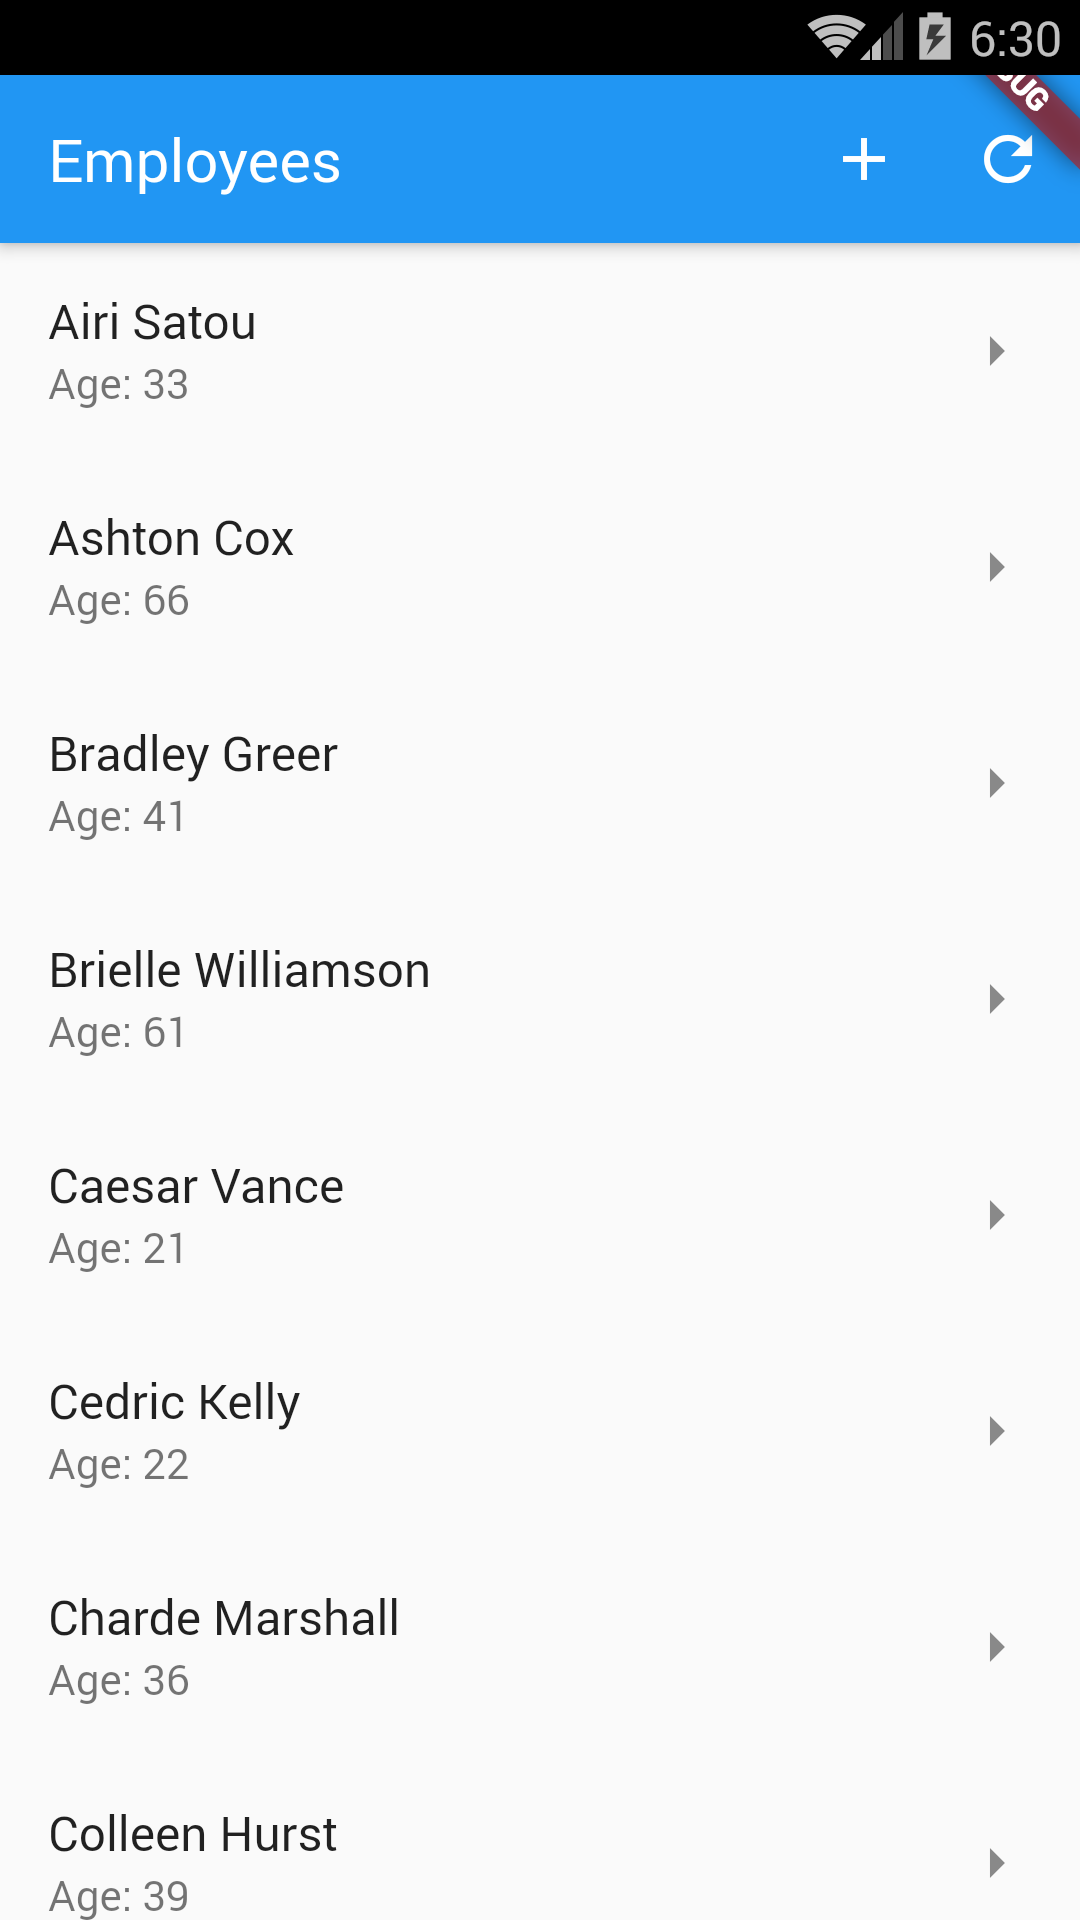 6:30
Employees
Airi Satou
Age: 33
Ashton Cox
Age: 66
Bradley Greer
Age: 41
Brielle Williamson
Age: 61
Caesar Vance
Age: 21
Cedric Kelly
Age: 22
Charde Marshall
Age: 36
Colleen Hurst
Age: 39